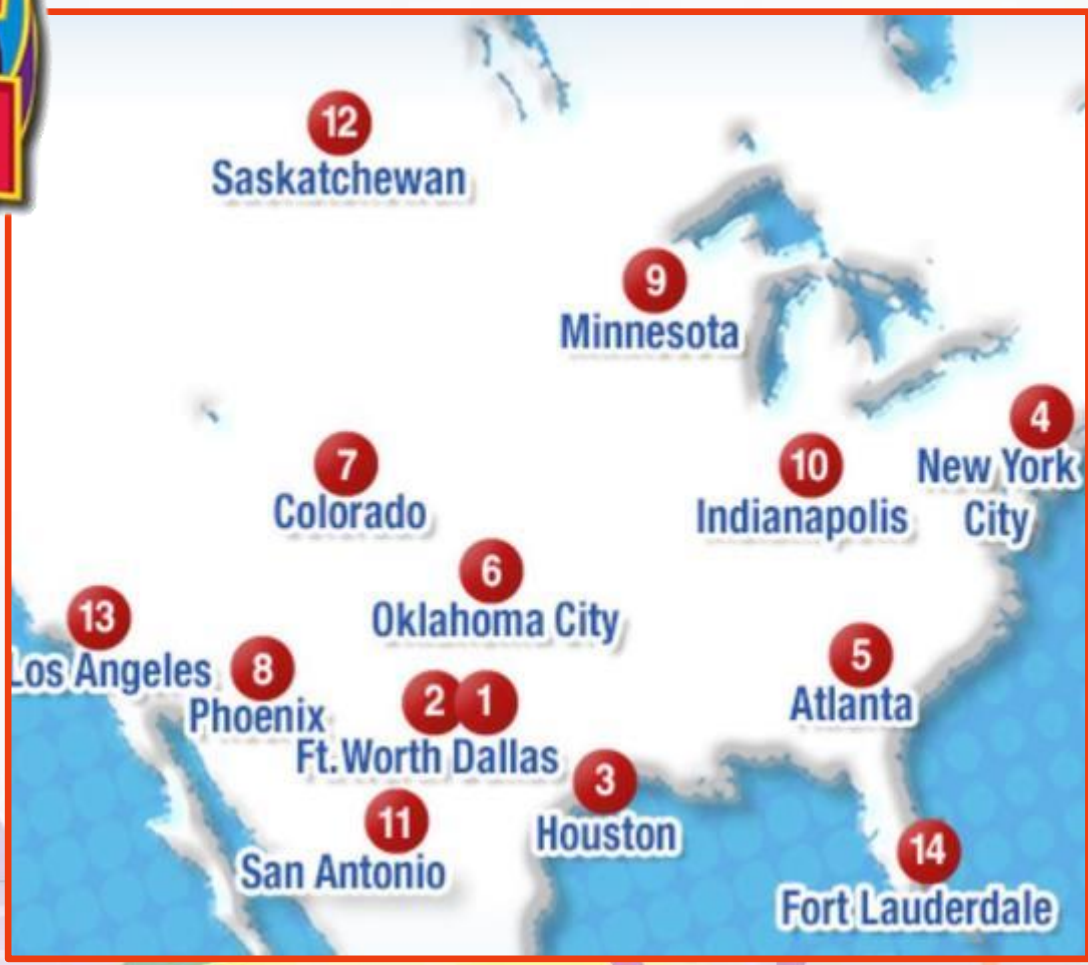 12
Saskatchewan
9
Minnesota
4
New York
City
7
Colorado
10
Indianapolis
6
Oklahoma City
13
Los Angeles
8
Phoenix
5
Atlanta
2 1
Ft.Worth Dallas
3
Houston
11
San Antonio
14
Fort Lauderdale